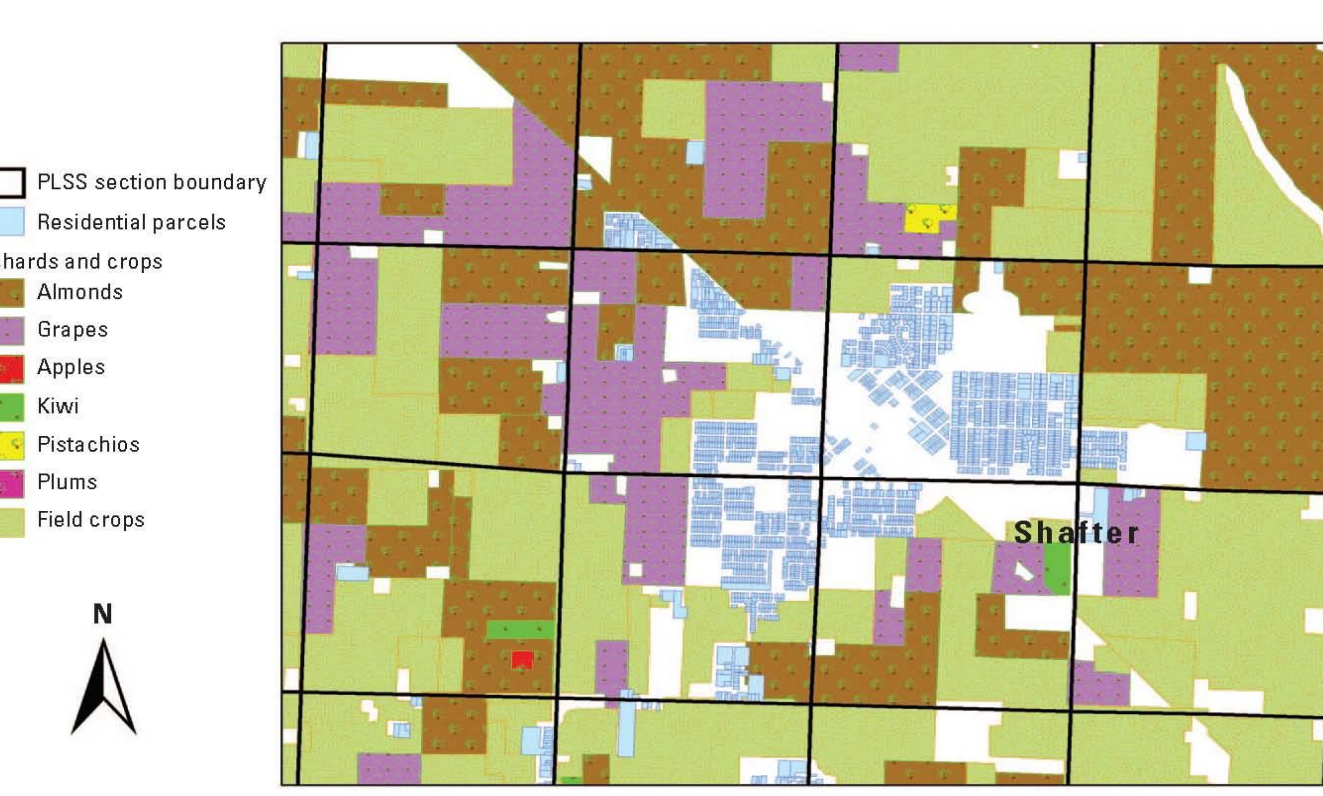 PLSS section boundary
Residential parcels
hards and crops
Almonds
Grapes
Apples
Kiwi
Pistachios
Plums
Field crops
N
Shafter